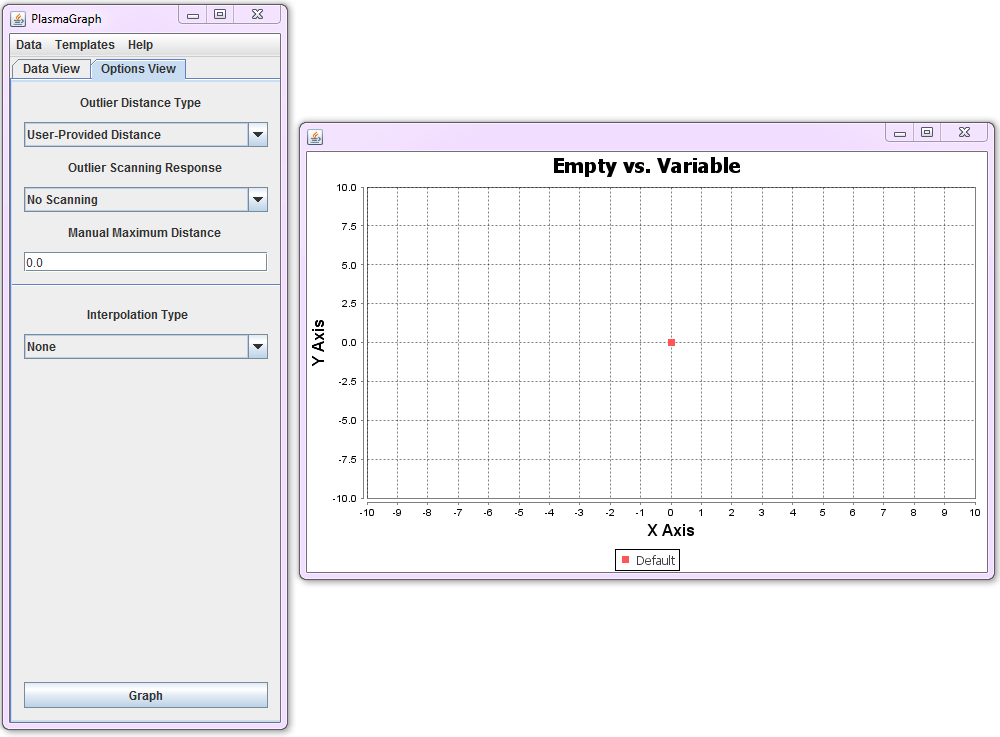 PlasmaGraph
Data Templates Help
Data View Options View
Outlier Distance Type
User-Provided Distance
Outlier Scanning Response
No Scanning
Manual Maximum Distance
0.0
Interpolation Type
None
Graph
Empty vs. Variable
10.0
7.5
5.0
2.5
0.0
-2.5
-5.0
-7.5
-10.0
Y Axis
-10 -9 -8 -7 -6 -5 -4 -3 -2 -1 0 1 2 3 4 5 6 7 8 9 10
X Axis
Default